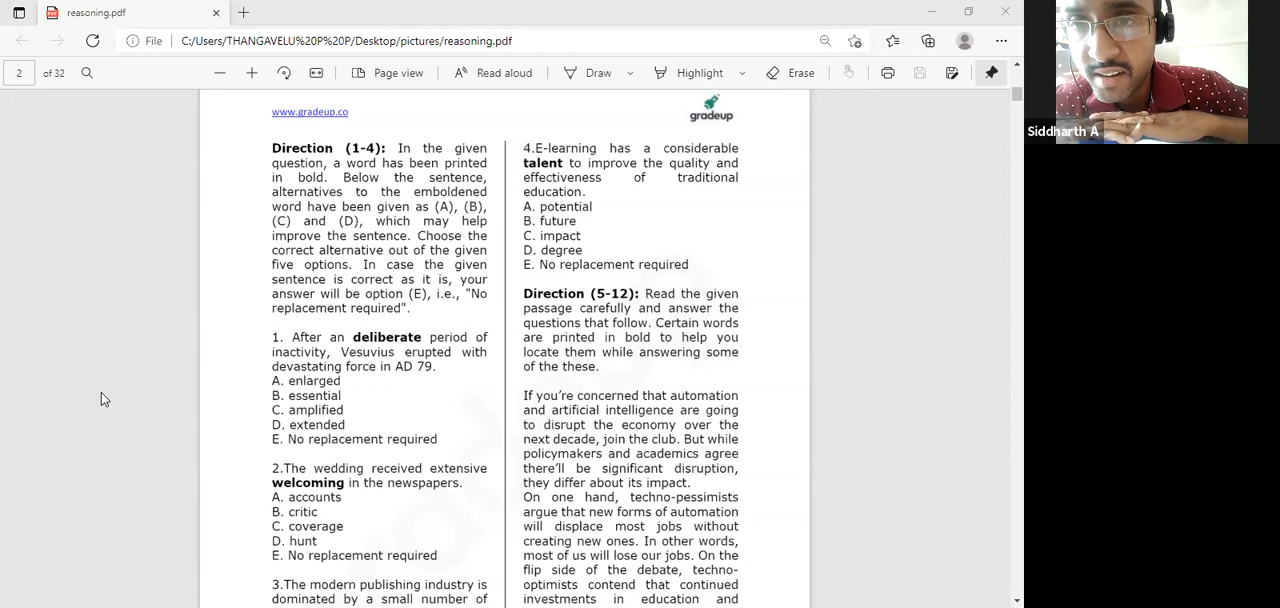 reasoning.pdf
File
C:/Users/THANGAVELU%20P%20P/Desktop/pictures/reasoning.pdf
2
of 32
Page view
Read aloud
Draw
Highlight
Erase
www.gradeup.co
gradeup
Direction (1-4): In the given
question, a word has been printed
in bold. Below the sentence,
alternatives to the emboldened
word have been given as (A), (B),
(C) and (D), which may help
improve the sentence. Choose the
correct alternative out of the given
five options. In case the given
sentence is correct as it is, your
answer will be option (E), i.e., "No
replacement required".
1. After an deliberate period of
inactivity, Vesuvius erupted with
devastating force in AD 79.
A. enlarged
B. essential
C. amplified
D. extended
E. No replacement required
2.The wedding received extensive
welcoming in the newspapers.
A. accounts
B. critic
C. coverage
D. hunt
E. No replacement required
3.The modern publishing industry is
dominated by a small number of
4.E-learning has a considerable
talent to improve the quality and
effectiveness of traditional
education.
A. potential
B. future
C. impact
D. degree
E. No replacement required
Direction (5-12): Read the given
passage carefully and answer the
questions that follow. Certain words
are printed in bold to help you
locate them while answering some
of the these.
If you're concerned that automation
and artificial intelligence are going
to disrupt the economy over the
next decade, join the club. But while
policymakers and academics agree
there'll be significant disruption,
they differ about its impact.
On one hand, techno-pessimists
argue that new forms of automation
will displace most jobs without
creating new ones. In other words,
most of us will lose our jobs. On the
flip side of the debate, techno-
optimists contend that continued
investments in education and
Siddharth A